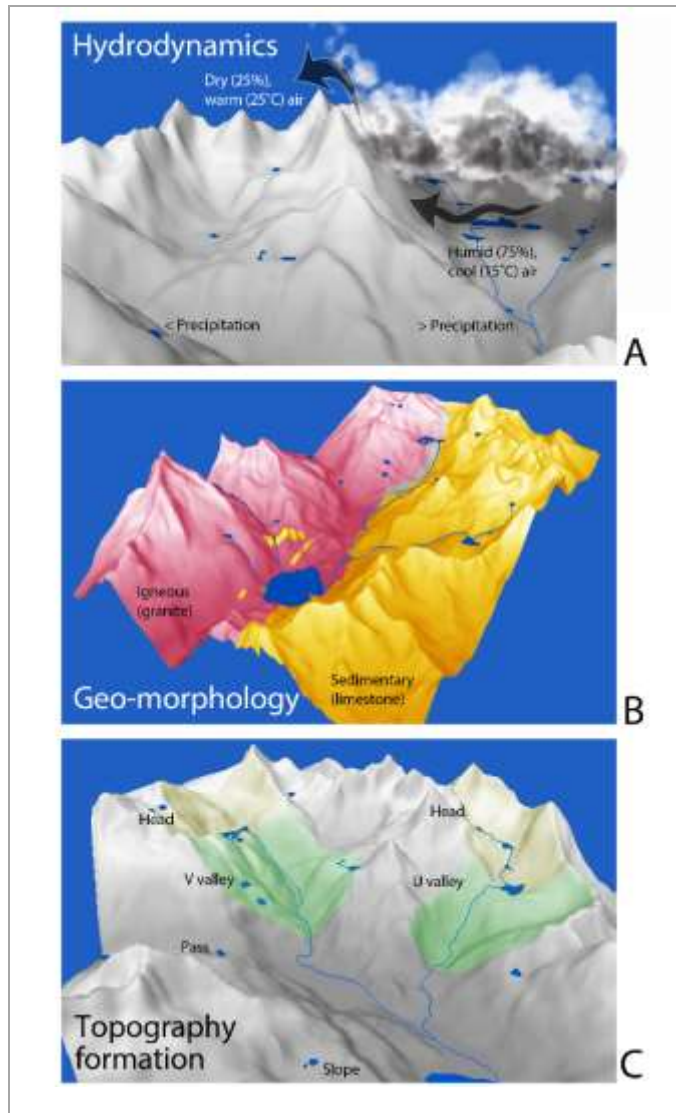 Hydrodynamics
Dry (25%),
warm (25°C) air
Humid (75%),
cool (15°C) air
< Precipitation
> Precipitation
A
Igneous
(granite)
Sedimentary
(limestone)
Geo-morphology
B
Head
Head
V valley
U valley
Pass
Topography
formation
Slope
C